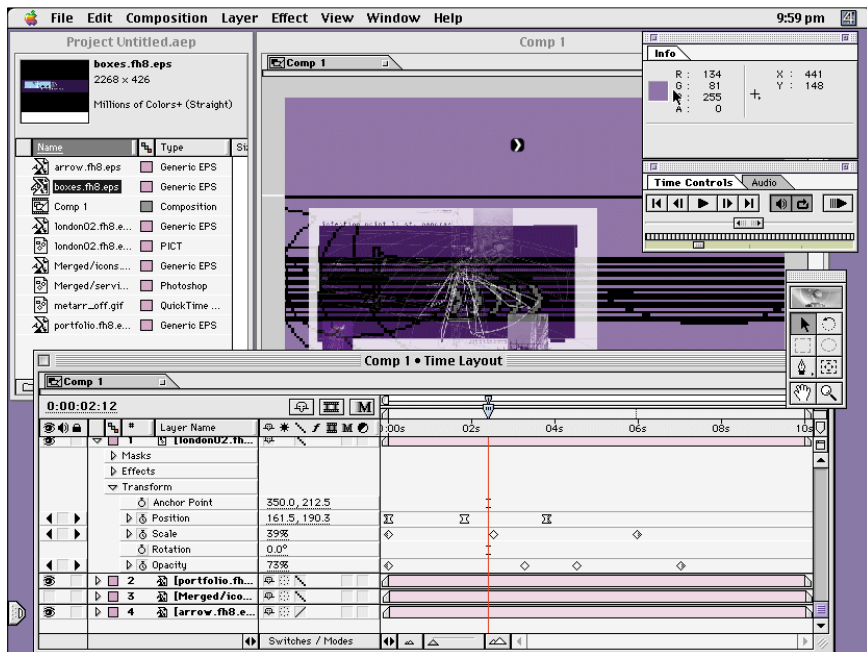 File Edit Composition Layer Effect View Window Help 9:59 pm
Project Untitled.aep
boxes.fh8.eps
2268 × 426
Millions of Colors+ (Straight)
Name Type
arrow.fh8.eps Generic EPS
boxes.fh8.eps Generic EPS
Comp 1 Composition
london02.fh8.e... Generic EPS
london02.fh8.e... PICT
Merged/icons.... Generic EPS
Merged/servi... Photoshop
metarr_off.gif QuickTime ...
portfolio.fh8.e... Generic EPS
Comp 1
Comp 1
Info
R : 134 X : 441
G : 81 Y : 148
255
A : 0
Time Controls Audio
Comp 1 • Time Layout
Comp 1
0:00:02:12 M
# Layer Name M :00s 02s 04s 06s 08s 10s
1 [london02.fh...
Masks
Effects
Transform
Anchor Point 350.0, 212.5
Position 161.5, 190.3
Scale 39%
Rotation 0.0°
Opacity 73%
2 [portfolio.fh...
3 [Merged/ico...
4 [arrow.fh8.e...
Switches / Modes